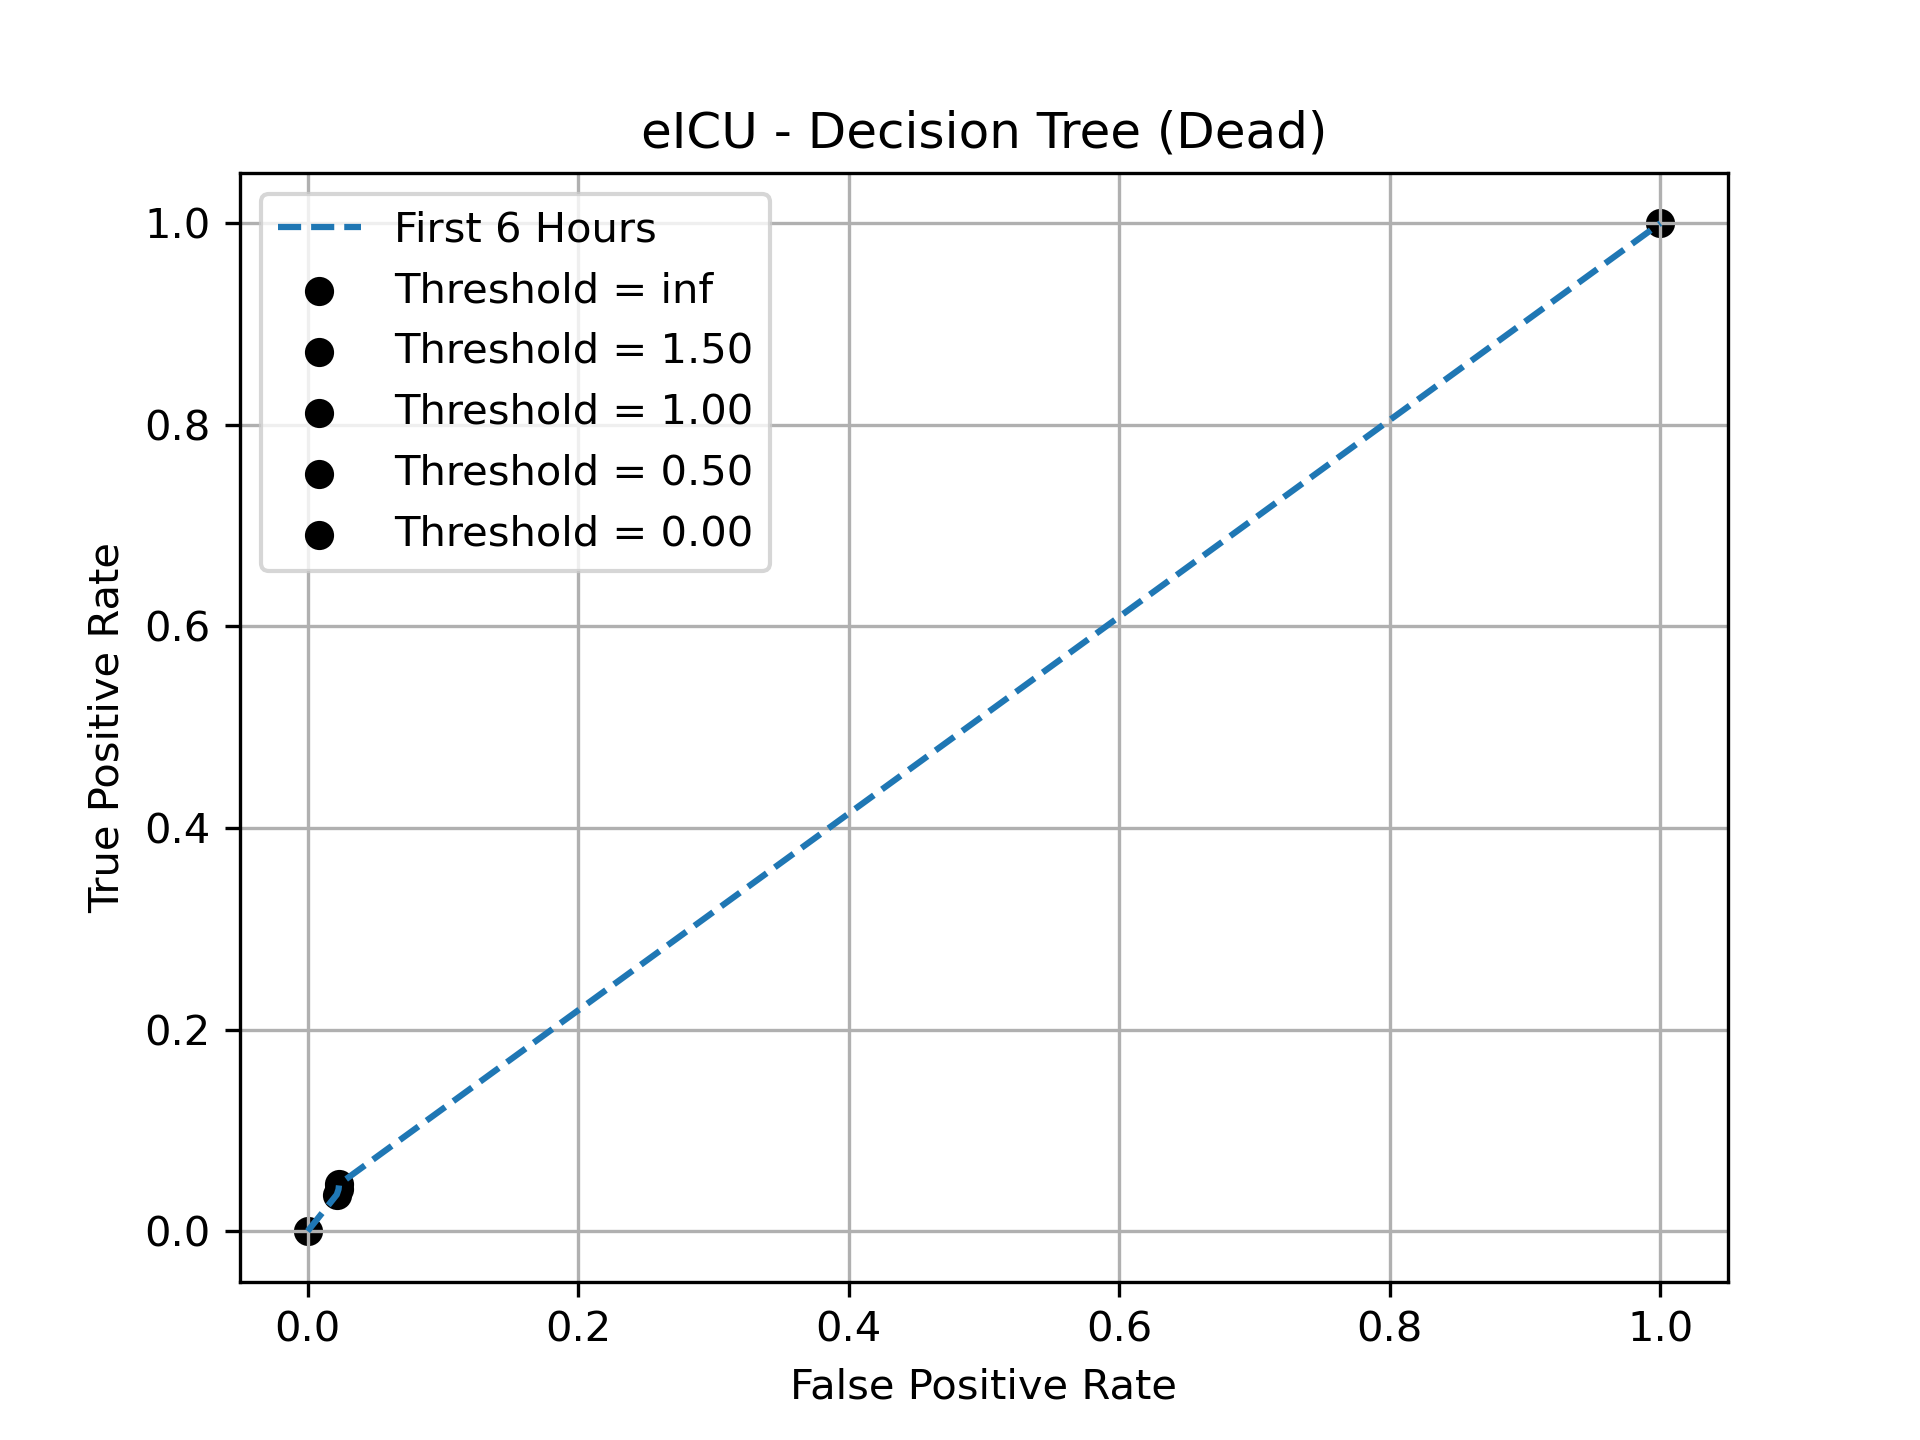 eICU - Decision Tree (Dead)
First 6 Hours
Threshold = inf
Threshold = 1.50
Threshold = 1.00
Threshold = 0.50
Threshold = 0.00
True Positive Rate
1.0
0.8
0.6
0.4
0.2
0.0
0.0 0.2 0.4 0.6 0.8 1.0
False Positive Rate